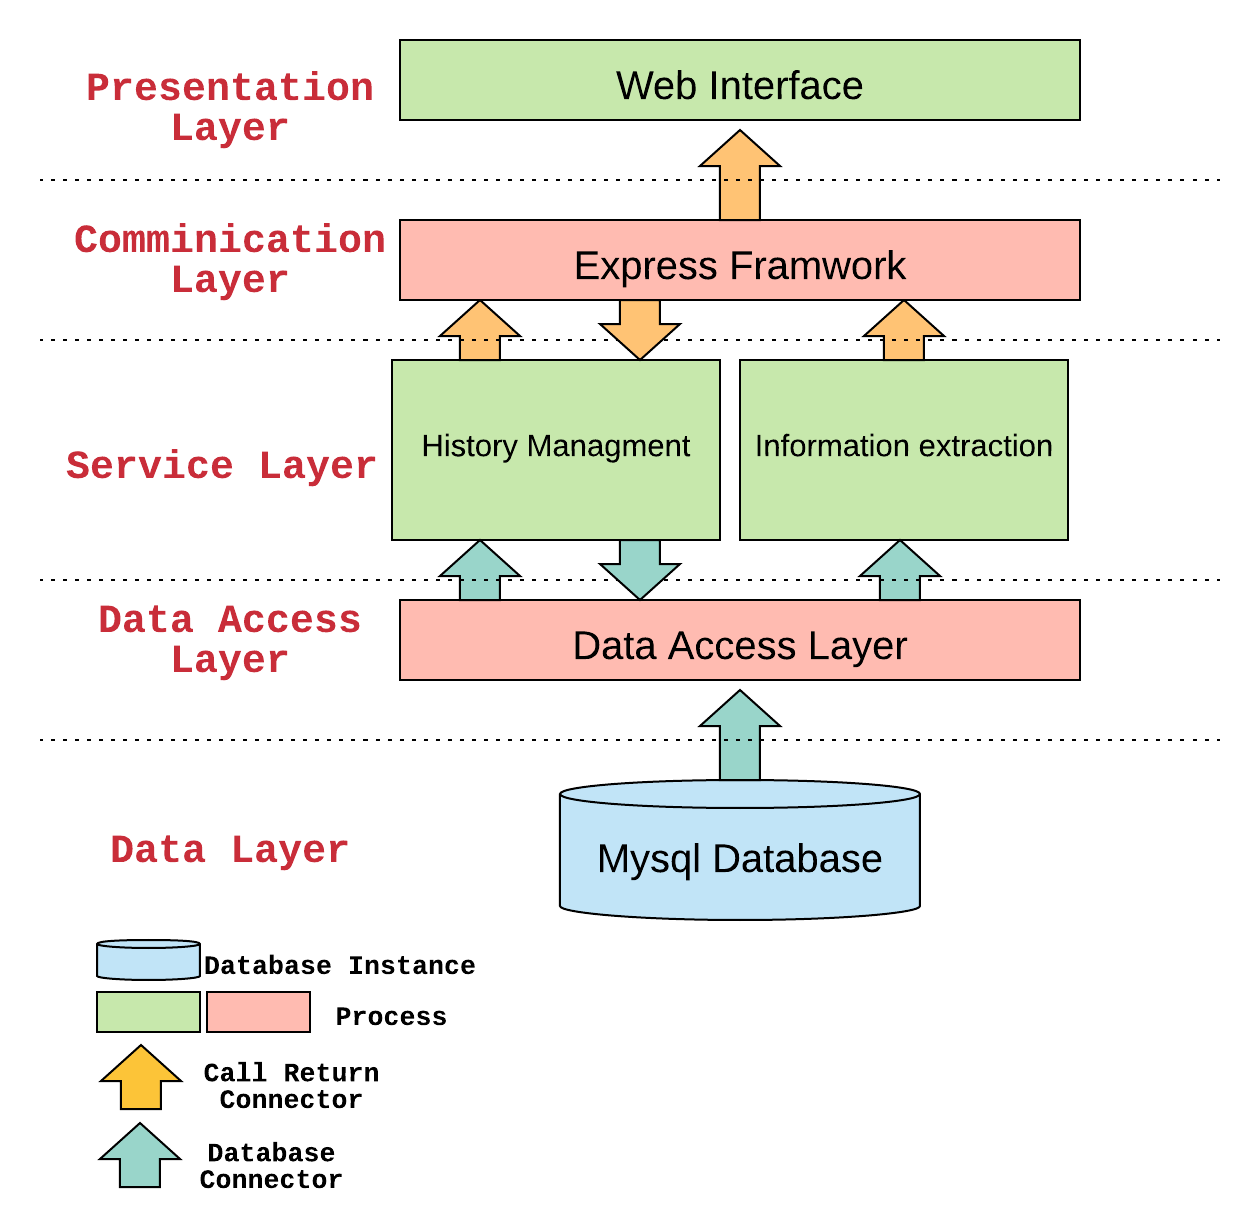 Presentation
Layer
Web Interface
Comminication
Layer
Express Framwork
Service Layer
History Managment
Information extraction
Data Access
Layer
Data Access Layer
Data Layer
Mysql Database
Database Instance
Process
Call Return
Connector
Database
Connector